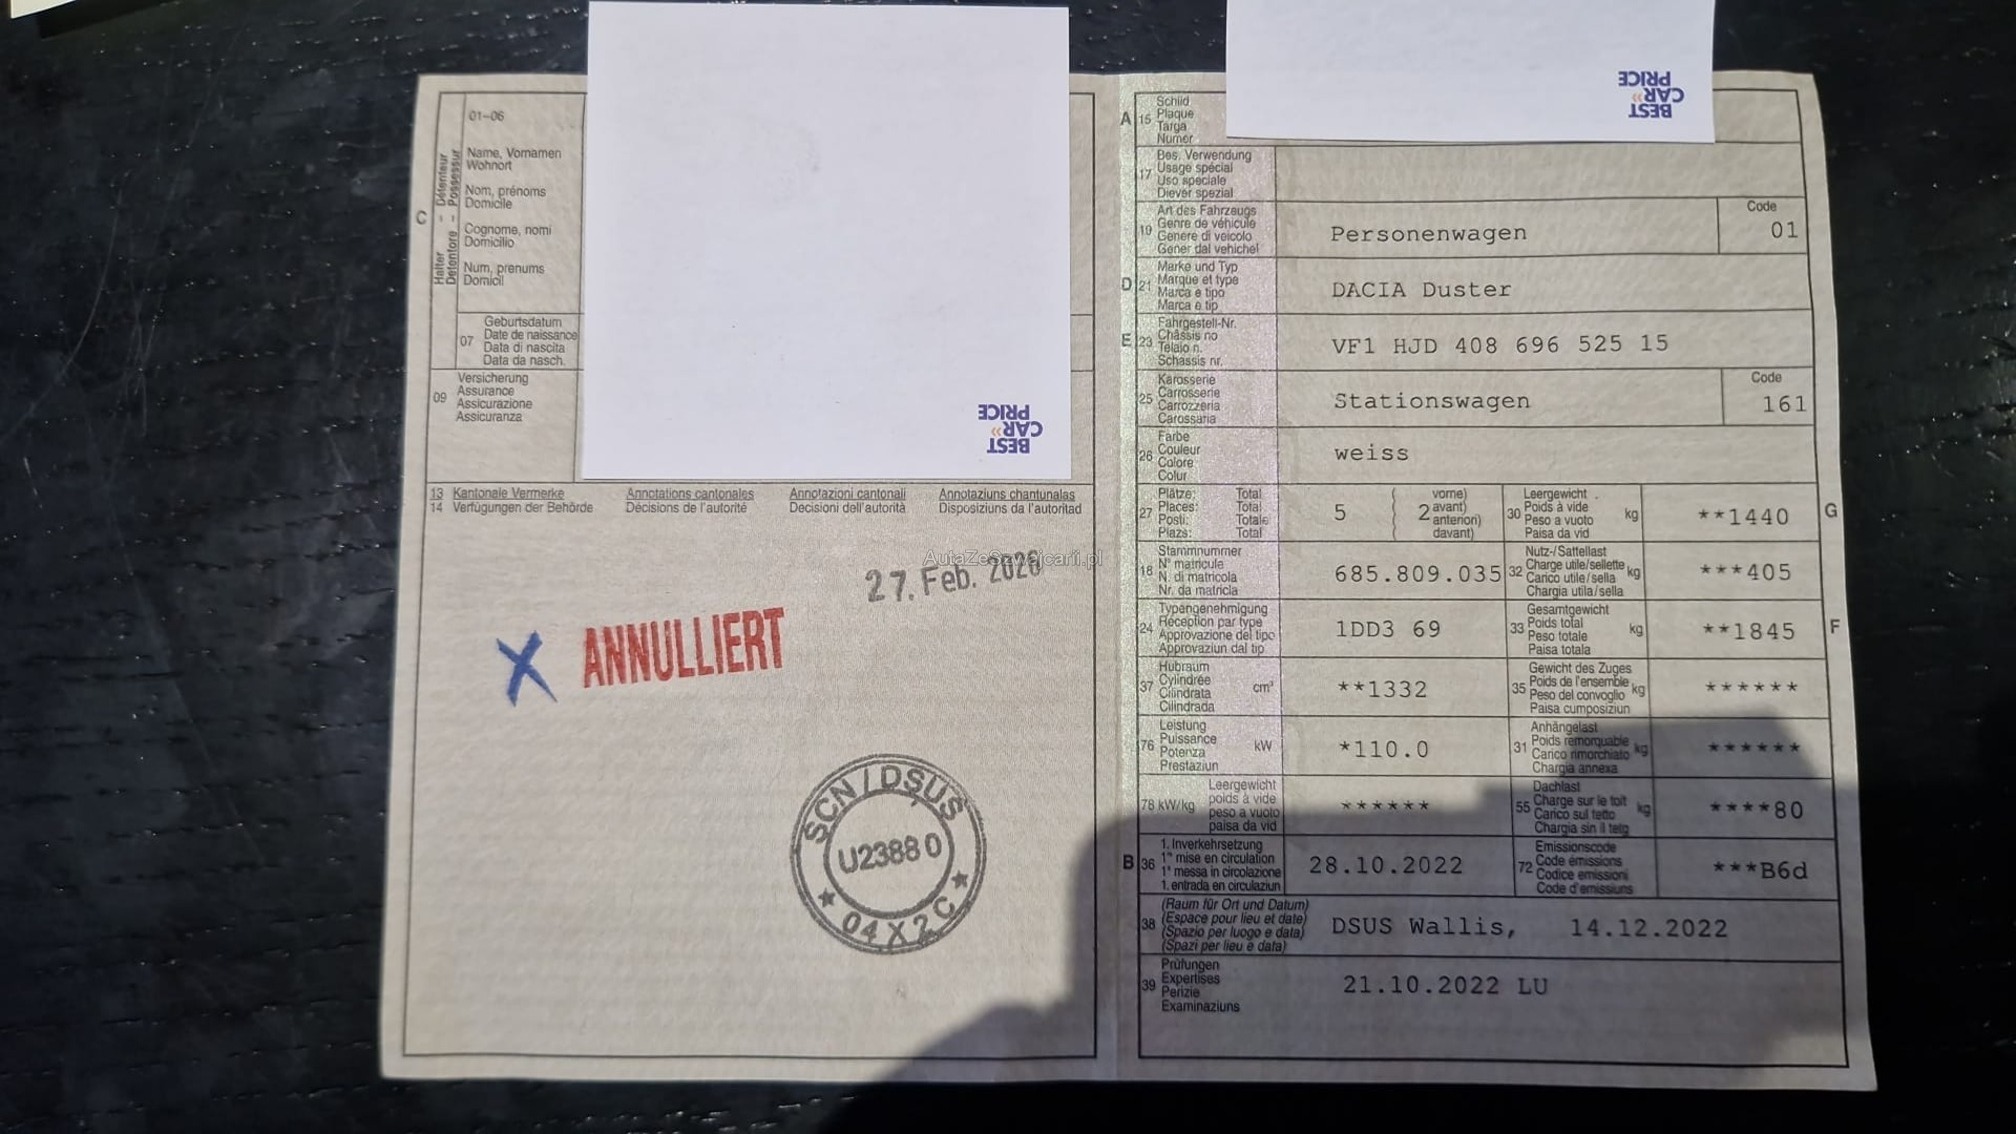 01-06
Halter - Détenteur
Detentore - Possessur
C
Name, Vornamen
Wohnort
Nom, prénoms
Domicile
Cognome, nomi
Domicilio
Num, prenums
Domicil
07
Geburtsdatum
Date de naissance
Data di nascita
Data da nasch.
09
Versicherung
Assurance
Assicurazione
Assicuranza
BEST
CAR»
PRICE
13 Kantonale Vermerke Annotations cantonales Annotazioni cantonali Annotaziuns chantunalas
14 Verfügungen der Behörde Décisions de l'autorité Decisioni dell'autorità Disposiziuns da l'autoritad
AutaZeSzwajcarii.pl
27. Feb. 2026
X ANNULLIERT
SCN/DSUS
U23880
04X2C
BEST
CAR»
PRICE
A 15
Schild
Plaque
Targa
Numer
17
Bes. Verwendung
Usage spécial
Uso speciale
Diever spezial
19
Art des Fahrzeugs
Genre de véhicule
Genere di veicolo
Gener dal vehichel
Personenwagen
Code
01
D 21
Marke und Typ
Marque et type
Marca e tipo
Marca e tip
DACIA Duster
E 23
Fahrgestell-Nr.
Châssis no
Telaio n.
Schassis nr.
VF1 HJD 408 696 525 15
25
Karosserie
Carrosserie
Carrozzeria
Carossaria
Stationswagen
Code
161
26
Farbe
Couleur
Colore
Colur
weiss
27
Plätze: Total
Places: Total
Posti: Totale
Plazs: Total
5
( vorne)
2 avant)
anteriori)
( davant)
30
Leergewicht
Poids à vide
Peso a vuoto
Paisa da vid
kg
**1440
G
18
Stammnummer
N° matricule
N. di matricola
Nr. da matricla
685.809.035
32
Nutz-/Sattellast
Charge utile/sellette
Carico utile/sella
Chargia utila/sella
kg
***405
24
Typengenehmigung
Réception par type
Approvazione del tipo
Approvaziun dal tip
1DD3 69
33
Gesamtgewicht
Poids total
Peso totale
Paisa totala
kg
**1845
F
37
Hubraum
Cylindrée
Cilindrata
Cilindrada
cm³
**1332
35
Gewicht des Zuges
Poids de l'ensemble
Peso del convoglio
Paisa cumposiziun
kg
******
76
Leistung
Puissance
Potenza
Prestaziun
kW
*110.0
31
Anhängelast
Poids remorquable
Carico rimorchiato
Chargia annexa
kg
******
78 kW/kg
Leergewicht
poids à vide
peso a vuoto
paisa da vid
******
55
Dachlast
Charge sur le toit
Carico sul tetto
Chargia sin il tetg
kg
****80
B 36
1. Inverkehrsetzung
1re mise en circulation
1a messa in circolazione
1. entrada en circulaziun
28.10.2022
72
Emissionscode
Code émissions
Codice emissioni
Code d'emissiuns
***B6d
38
(Raum für Ort und Datum)
(Espace pour lieu et date)
(Spazio per luogo e data)
(Spazi per lieu e data)
DSUS Wallis, 14.12.2022
39
Prüfungen
Expertises
Perizie
Examinaziuns
21.10.2022 LU